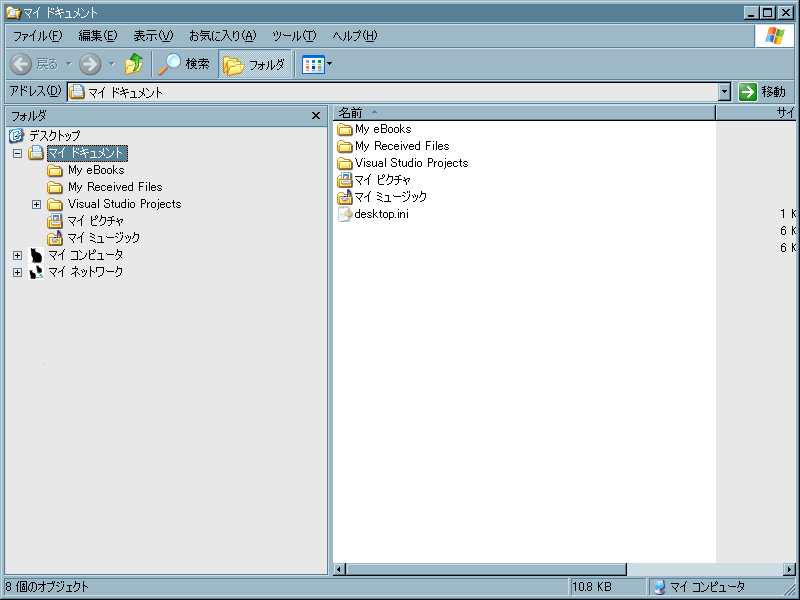 マイ ドキュメント
ファイル(F) 編集(E) 表示(V) お気に入り(A) ツール(T) ヘルプ(H)
戻る 検索 フォルダ
アドレス(D) マイ ドキュメント 移動
フォルダ
デスクトップ
マイ ドキュメント
My eBooks
My Received Files
Visual Studio Projects
マイ ピクチャ
マイ ミュージック
マイ コンピュータ
マイ ネットワーク
名前 サイ
My eBooks
My Received Files
Visual Studio Projects
マイ ピクチャ
マイ ミュージック
desktop.ini 1 K
6 K
6 K
8 個のオブジェクト 10.8 KB マイ コンピュータ